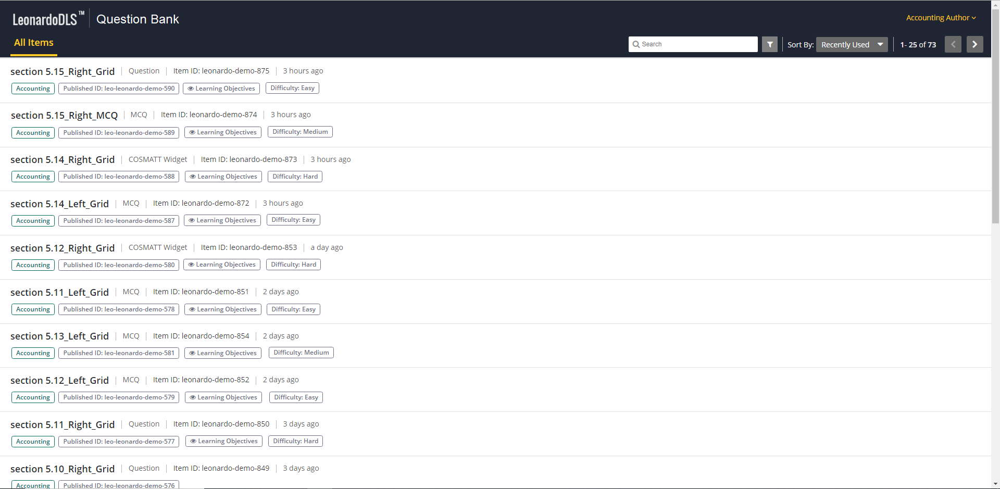 LeonardoDLS™ Question Bank Accounting Author
All Items Search Sort By: Recently Used 1- 25 of 73
section 5.15_Right_Grid Question Item ID: leonardo-demo-875 3 hours ago
Accounting Published ID: leo-leonardo-demo-590 Learning Objectives Difficulty: Easy
section 5.15_Right_MCQ MCQ Item ID: leonardo-demo-874 3 hours ago
Accounting Published ID: leo-leonardo-demo-589 Learning Objectives Difficulty: Medium
section 5.14_Right_Grid COSMATT Widget Item ID: leonardo-demo-873 3 hours ago
Accounting Published ID: leo-leonardo-demo-588 Learning Objectives Difficulty: Hard
section 5.14_Left_Grid MCQ Item ID: leonardo-demo-872 3 hours ago
Accounting Published ID: leo-leonardo-demo-587 Learning Objectives Difficulty: Easy
section 5.12_Right_Grid COSMATT Widget Item ID: leonardo-demo-853 a day ago
Accounting Published ID: leo-leonardo-demo-580 Learning Objectives Difficulty: Hard
section 5.11_Left_Grid MCQ Item ID: leonardo-demo-851 2 days ago
Accounting Published ID: leo-leonardo-demo-578 Learning Objectives Difficulty: Easy
section 5.13_Left_Grid MCQ Item ID: leonardo-demo-854 2 days ago
Accounting Published ID: leo-leonardo-demo-581 Learning Objectives Difficulty: Medium
section 5.12_Left_Grid MCQ Item ID: leonardo-demo-852 2 days ago
Accounting Published ID: leo-leonardo-demo-579 Learning Objectives Difficulty: Easy
section 5.11_Right_Grid Question Item ID: leonardo-demo-850 3 days ago
Accounting Published ID: leo-leonardo-demo-577 Learning Objectives Difficulty: Hard
section 5.10_Right_Grid Question Item ID: leonardo-demo-849 3 days ago
Accounting Published ID: leo-leonardo-demo-576